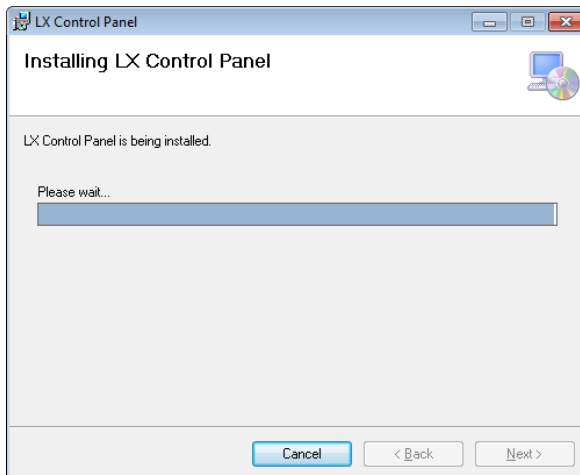 LX Control Panel
Installing LX Control Panel
LX Control Panel is being installed.
Please wait...
Cancel
< Back
Next >